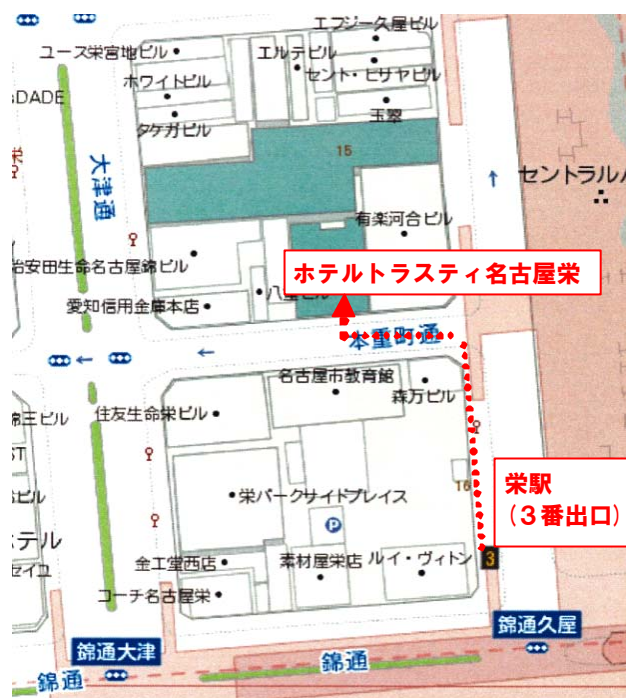 エフジー久屋ビル
ユース栄宮地ビル
エルテビル
ホワイトビル
セント・ヒサヤビル
DADE
タケガビル
玉翠
15
大津通
セントラル
有楽河合ビル
治安田生命名古屋錦ビル
ホテルトラスティ名古屋栄
愛知信用金庫本店
本重町通
名古屋市教育館
錦三ビル
住友生命栄ビル
森万ビル
ST
栄駅
16
(3番出口)
ビル
栄パークサイドプレイス
P
テル
セイユ
金工堂西店
素材屋栄店
ルイ・ヴィトン
3
コーチ名古屋栄
錦通久屋
錦通大津
錦通
錦通